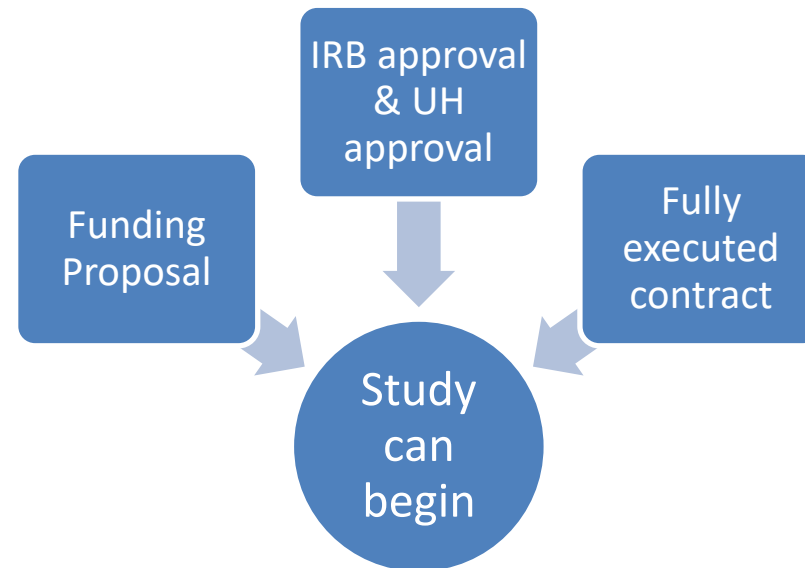 IRB approval
& UH
approval
Funding
Proposal
Fully
executed
contract
Study
can
begin